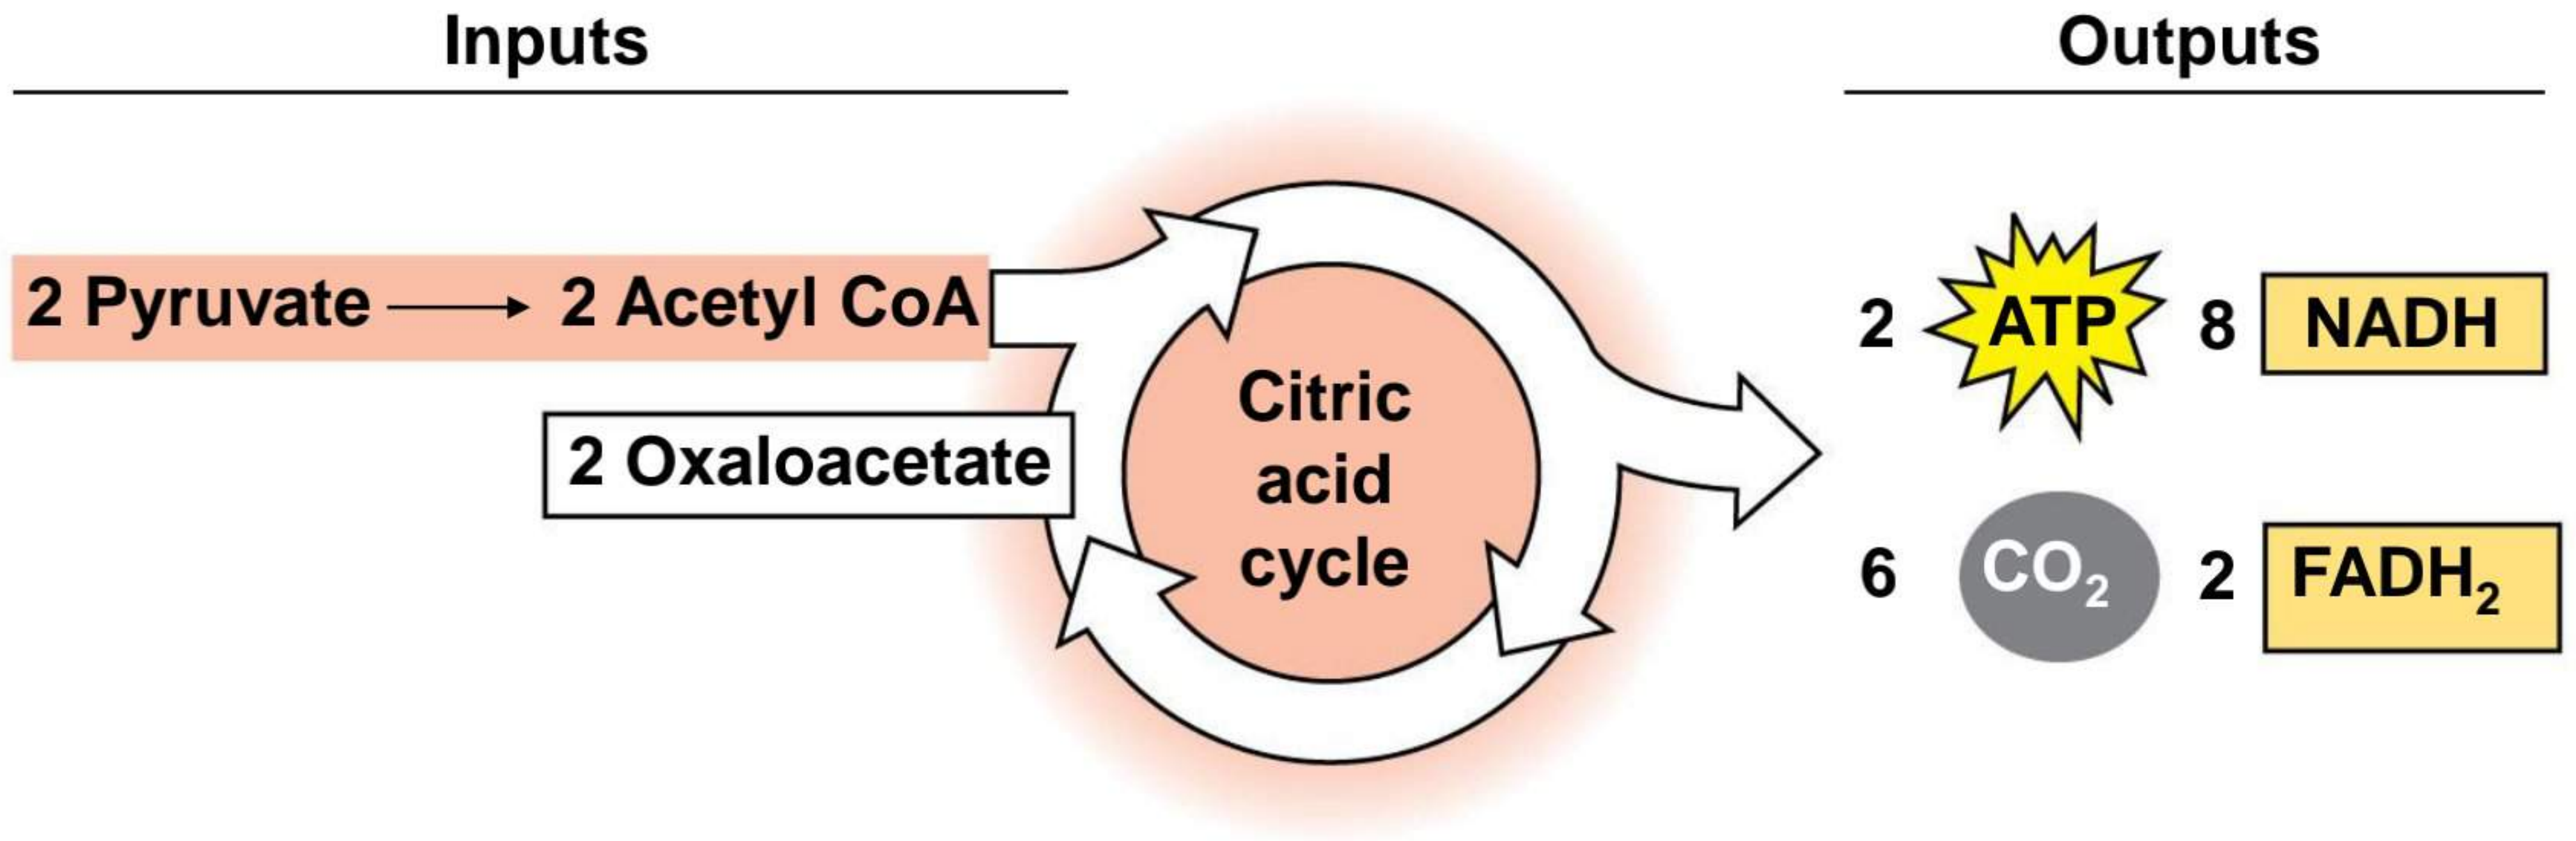 Inputs
Outputs
2 Pyruvate → 2 Acetyl CoA
2 Oxaloacetate
Citric
acid
cycle
2 ATP 8 NADH
6 CO₂ 2 FADH₂